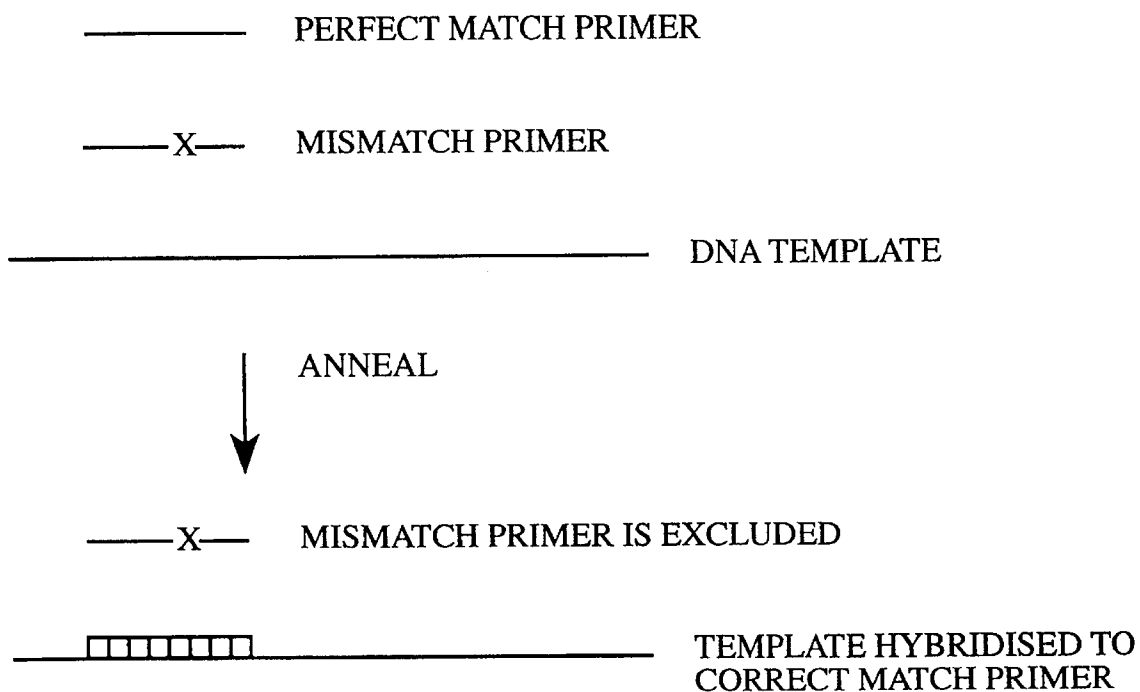 PERFECT MATCH PRIMER
X MISMATCH PRIMER
DNA TEMPLATE
ANNEAL
X MISMATCH PRIMER IS EXCLUDED
TEMPLATE HYBRIDISED TO
CORRECT MATCH PRIMER